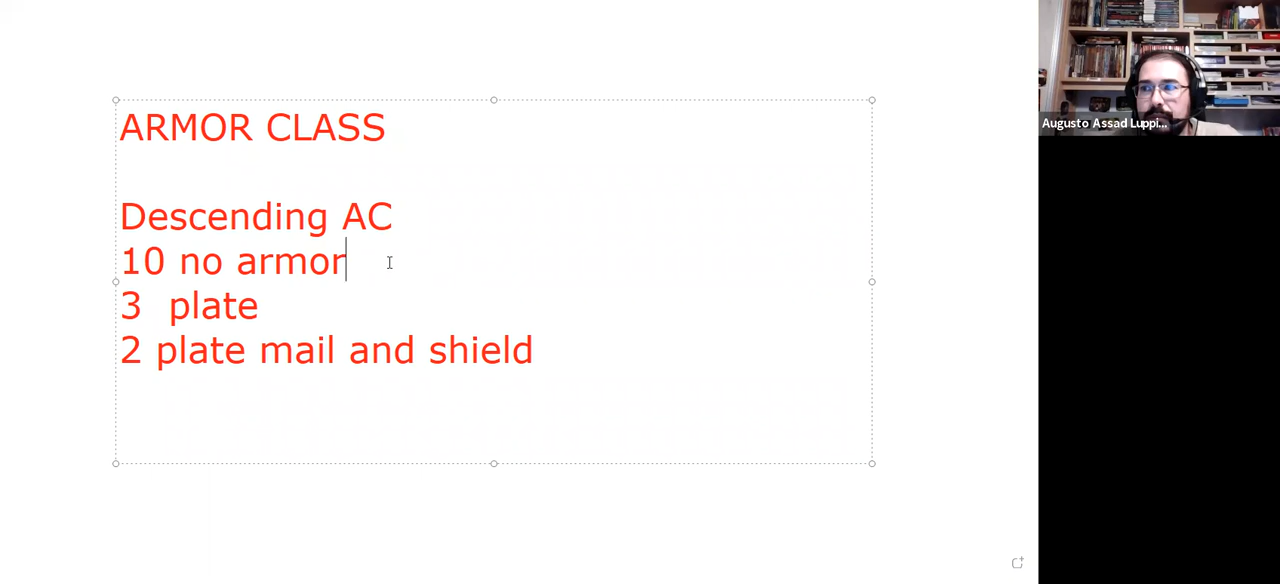 ARMOR CLASS
Descending AC
10 no armor
3 plate
2 plate mail and shield
Augusto Assad Luppi...